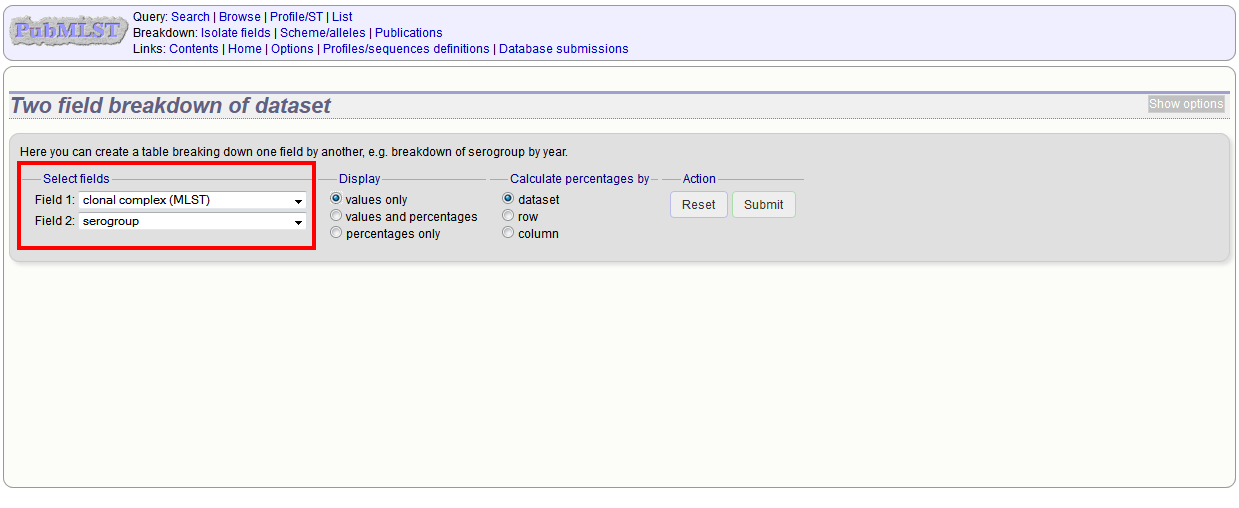 PubMLST
Query: Search | Browse | Profile/ST | List
Breakdown: Isolate fields | Scheme/alleles | Publications
Links: Contents | Home | Options | Profiles/sequences definitions | Database submissions
Two field breakdown of dataset
Show options
Here you can create a table breaking down one field by another, e.g. breakdown of serogroup by year.
Select fields
Field 1: clonal complex (MLST)
Field 2: serogroup
Display
values only
values and percentages
percentages only
Calculate percentages by
dataset
row
column
Action
Reset Submit